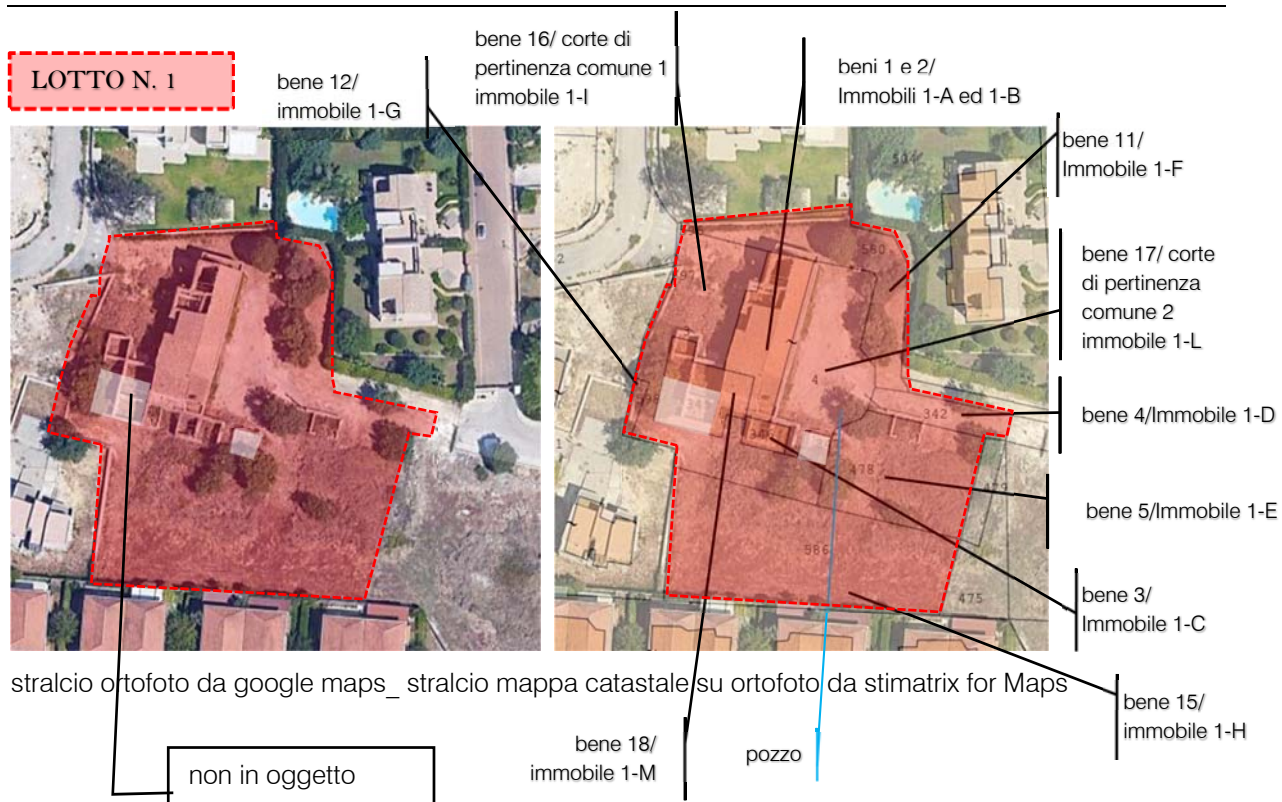 LOTTO N. 1
bene 12/
immobile 1-G
bene 16/ corte di
pertinenza comune 1
immobile 1-I
beni 1 e 2/
Immobili 1-A ed 1-B
bene 11/
Immobile 1-F
bene 17/ corte
di pertinenza
comune 2
immobile 1-L
bene 4/Immobile 1-D
bene 5/Immobile 1-E
bene 3/
Immobile 1-C
bene 15/
immobile 1-H
560
4
342
478
586
475
stralcio ortofoto da google maps_ stralcio mappa catastale su ortofoto da stimatrix for Maps
bene 18/
immobile 1-M
pozzo
non in oggetto